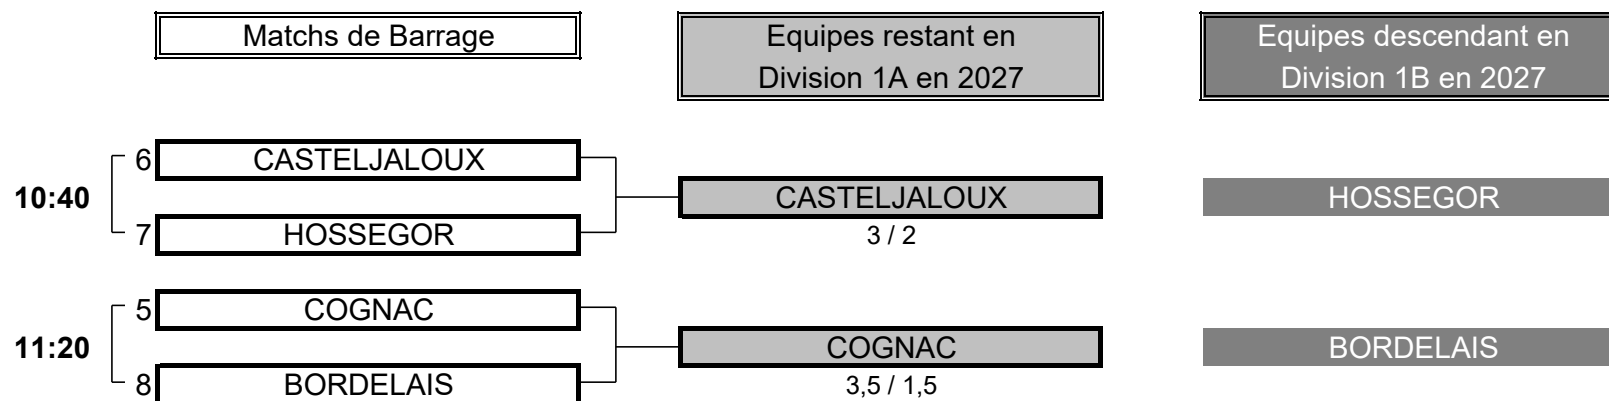 Matchs de Barrage
Equipes restant en
Division 1A en 2027
Equipes descendant en
Division 1B en 2027
10:40
6
CASTELJALOUX
7
HOSSEGOR
CASTELJALOUX
3 / 2
HOSSEGOR
11:20
5
COGNAC
8
BORDELAIS
COGNAC
3,5 / 1,5
BORDELAIS